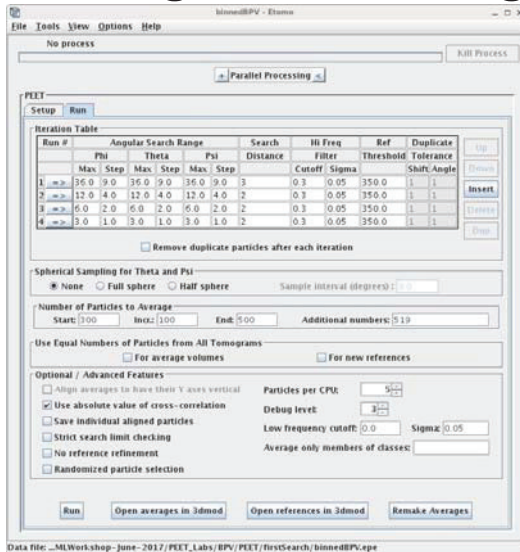 binnedBPV - Etomo
File Tools View Options Help
No process
Kill Process
+ Parallel Processing <
PEET
Setup Run
Iteration Table
Run # Angular Search Range Search Hi Freq Ref Duplicate
Phi Theta Psi Distance Filter Threshold Tolerance
Max Step Max Step Max Step Cutoff Sigma Shift Angle
1 => 36.0 9.0 36.0 9.0 36.0 9.0 3 0.3 0.05 350.0 1 1
2 => 12.0 4.0 12.0 4.0 12.0 4.0 2 0.3 0.05 350.0 1 1
3 => 6.0 2.0 6.0 2.0 6.0 2.0 2 0.3 0.05 350.0 1 1
4 => 3.0 1.0 3.0 1.0 3.0 1.0 2 0.3 0.05 350.0 1 1
Up
Down
Insert
Delete
Dup
Remove duplicate particles after each iteration
Spherical Sampling for Theta and Psi
None Full sphere Half sphere Sample interval (degrees) :
Number of Particles to Average
Start: 300 Incr.: 100 End: 500 Additional numbers: 519
Use Equal Numbers of Particles from All Tomograms
For average volumes For new references
Optional / Advanced Features
Align averages to have their Y axes vertical Particles per CPU: 5
Use absolute value of cross-correlation Debug level: 3
Save individual aligned particles Low frequency cutoff: 0.0 Sigma: 0.05
Strict search limit checking
No reference refinement Average only members of classes:
Randomized particle selection
Run Open averages in 3dmod Open references in 3dmod Remake Averages
Data file: ...MLWorkshop-June-2017/PEET_Labs/BPV/PEET/firstSearch/binnedBPV.epe